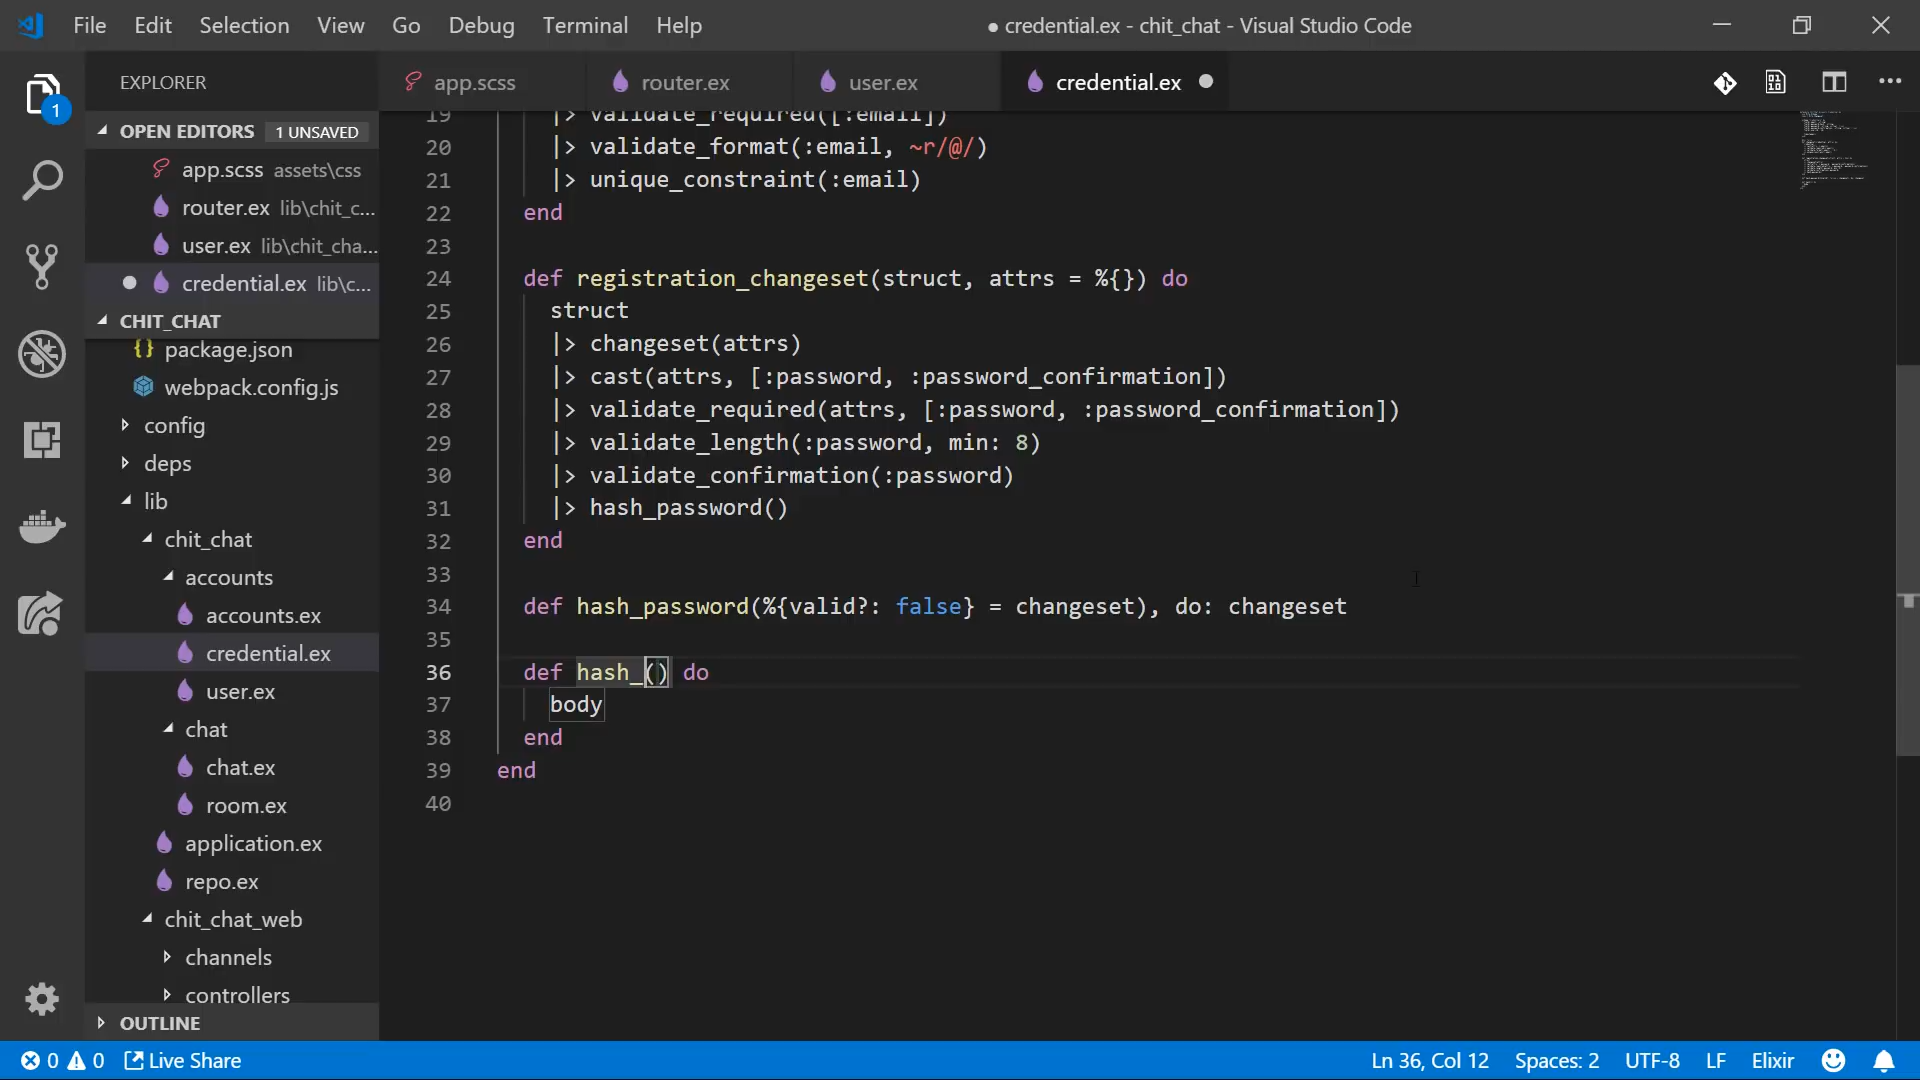 File Edit Selection View Go Debug Terminal Help
● credential.ex - chit_chat - Visual Studio Code
EXPLORER
app.scss
router.ex
user.ex
credential.ex ●
1
OPEN EDITORS 1 UNSAVED
app.scss assets\css
router.ex lib\chit_c...
user.ex lib\chit_cha...
credential.ex lib\c...
CHIT_CHAT
package.json
webpack.config.js
config
deps
lib
chit_chat
accounts
accounts.ex
credential.ex
user.ex
chat
chat.ex
room.ex
application.ex
repo.ex
chit_chat_web
channels
controllers
OUTLINE
19 |> validate_required([:email])
20 |> validate_format(:email, ~r/@/)
21 |> unique_constraint(:email)
22 end
23
24 def registration_changeset(struct, attrs = %{}) do
25 struct
26 |> changeset(attrs)
27 |> cast(attrs, [:password, :password_confirmation])
28 |> validate_required(attrs, [:password, :password_confirmation])
29 |> validate_length(:password, min: 8)
30 |> validate_confirmation(:password)
31 |> hash_password()
32 end
33
34 def hash_password(%{valid?: false} = changeset), do: changeset
35
36 def hash_() do
37 body
38 end
39 end
40
0 0 Live Share
Ln 36, Col 12 Spaces: 2 UTF-8 LF Elixir